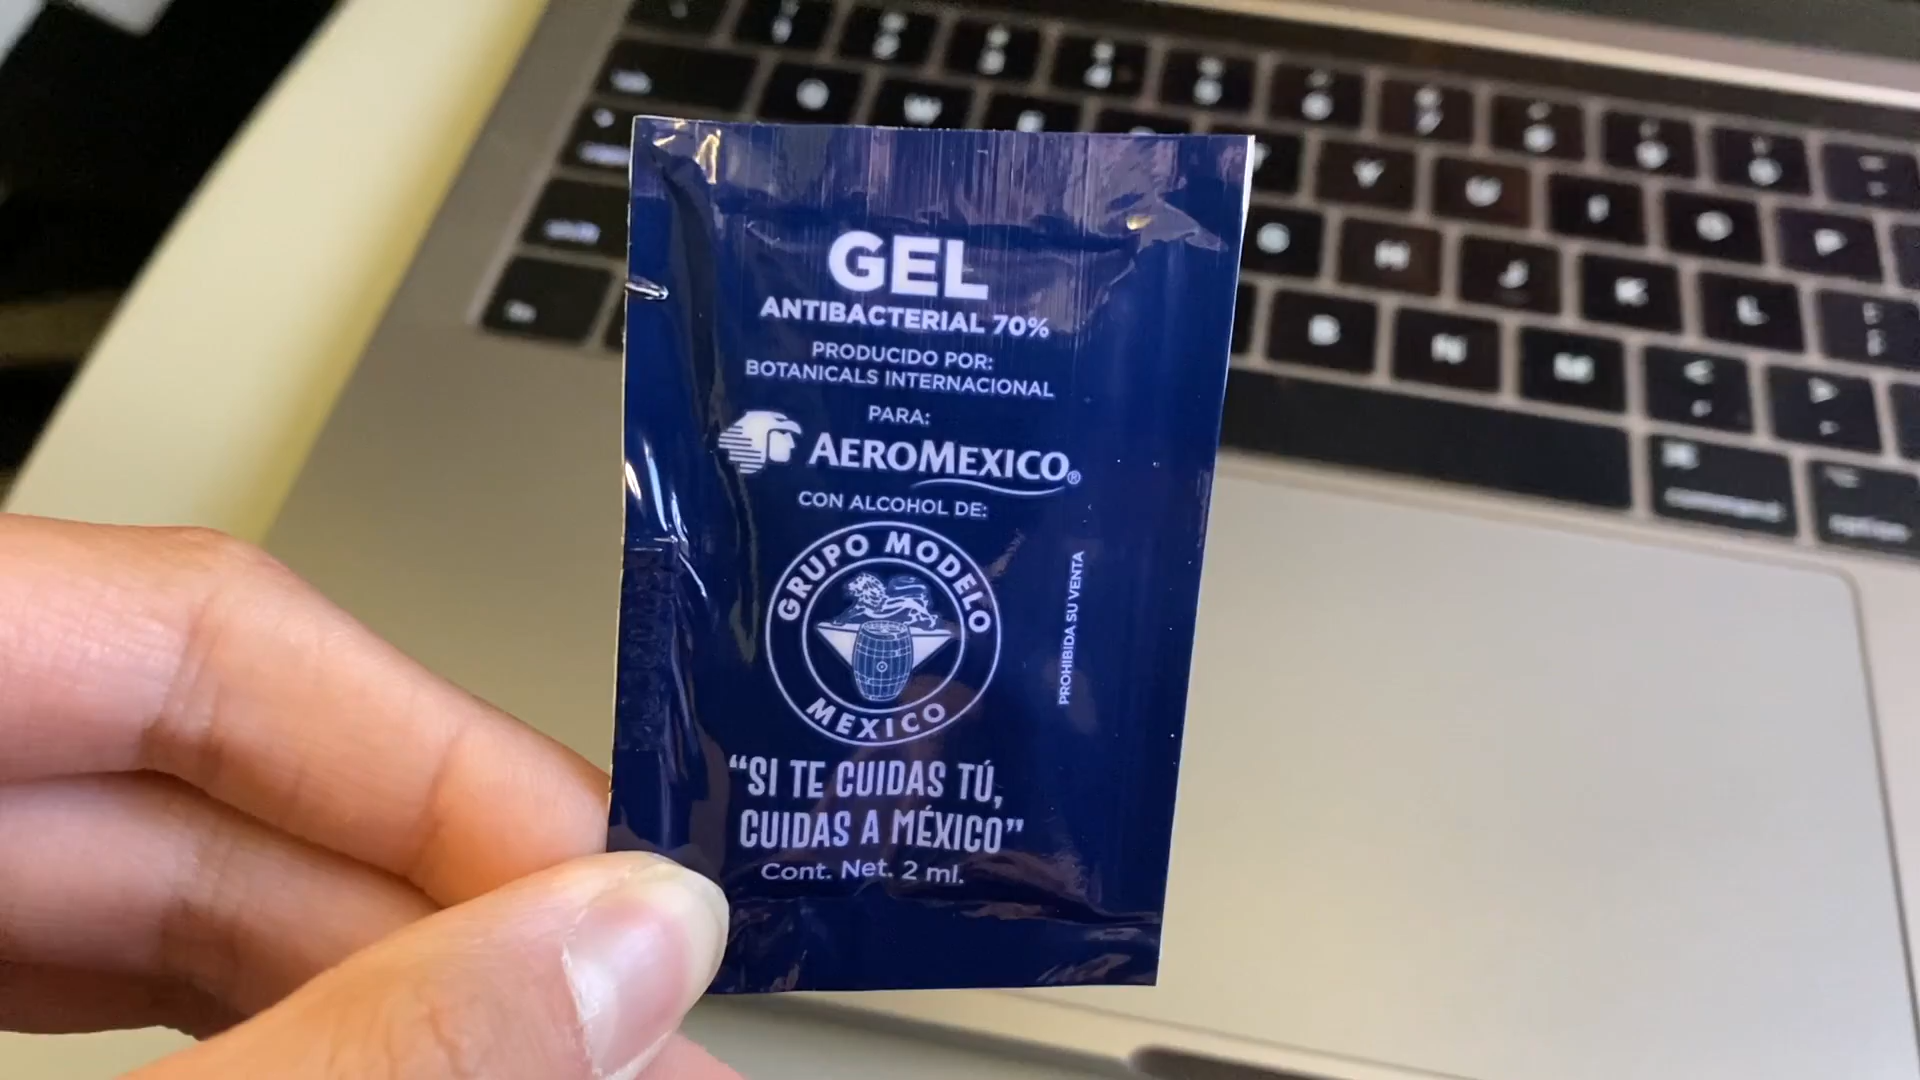 GEL
ANTIBACTERIAL 70%
PRODUCIDO POR:
BOTANICALS INTERNACIONAL
PARA:
AEROMEXICO®
CON ALCOHOL DE:
GRUPO MODELO
MEXICO
PROHIBIDA SU VENTA
“SI TE CUIDAS TÚ,
CUIDAS A MÉXICO”
Cont. Net. 2 ml.